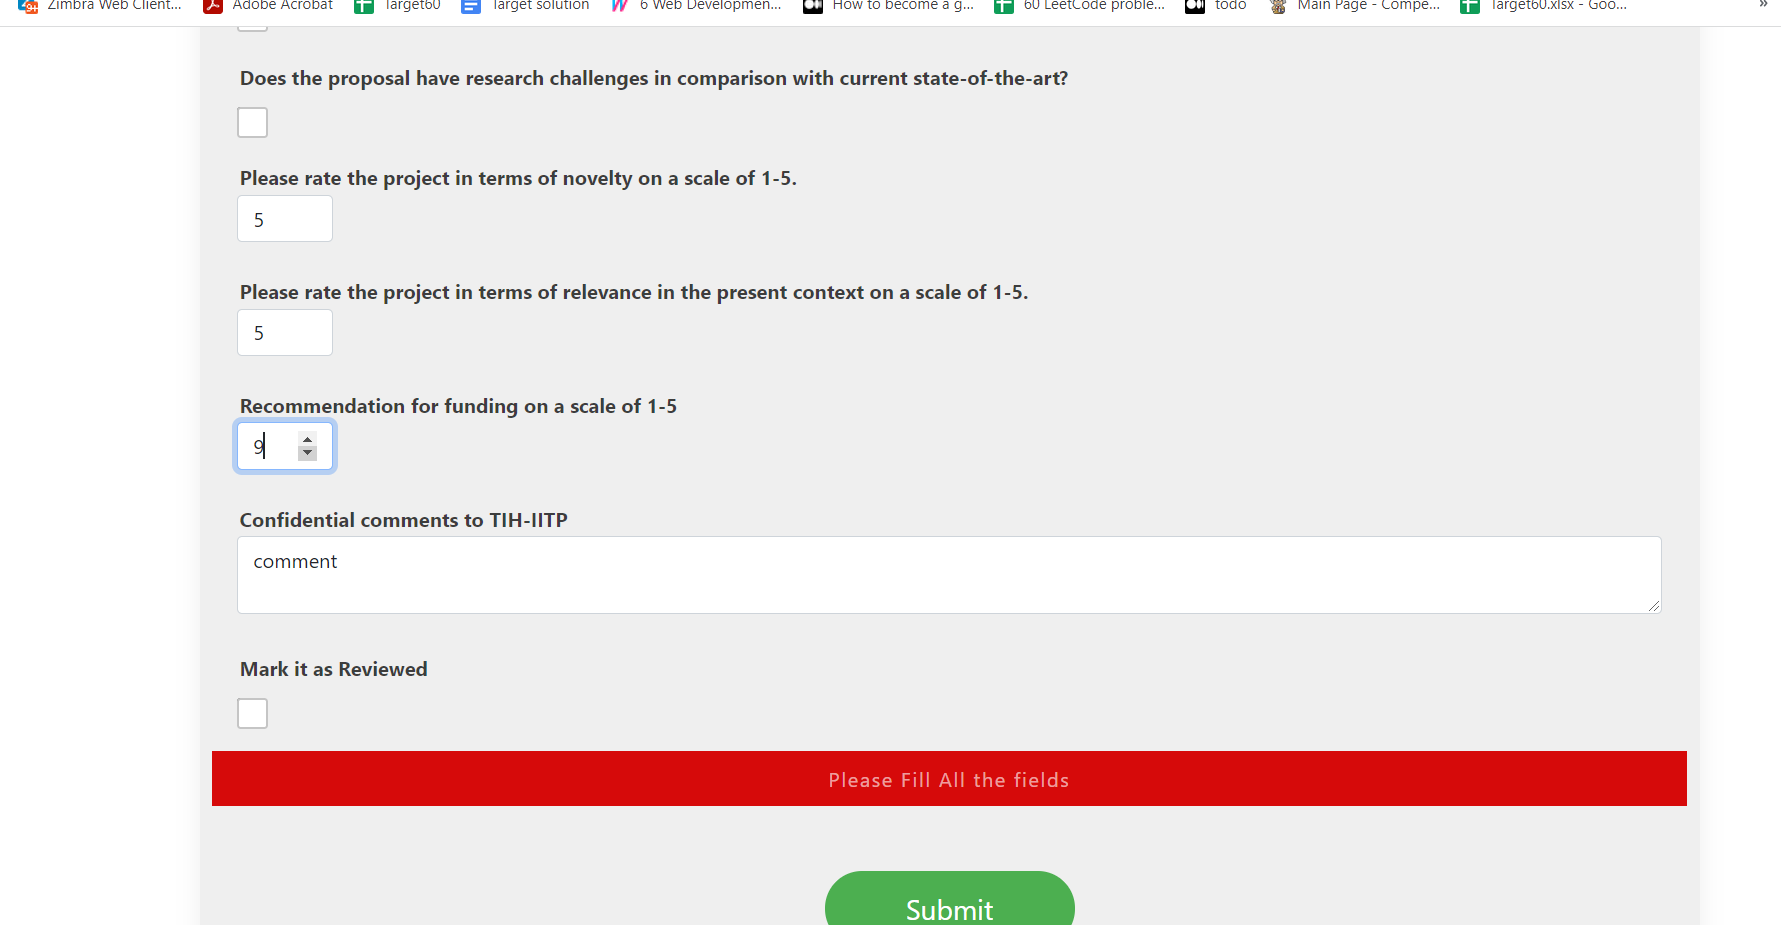 Zimbra Web Client... Adobe Acrobat Target60 Target solution 6 Web Developmen... How to become a g... 60 LeetCode proble... todo Main Page - Compe... Target60.xlsx - Goo... »
Does the proposal have research challenges in comparison with current state-of-the-art?
Please rate the project in terms of novelty on a scale of 1-5.
5
Please rate the project in terms of relevance in the present context on a scale of 1-5.
5
Recommendation for funding on a scale of 1-5
9
Confidential comments to TIH-IITP
comment
Mark it as Reviewed
Please Fill All the fields
Submit